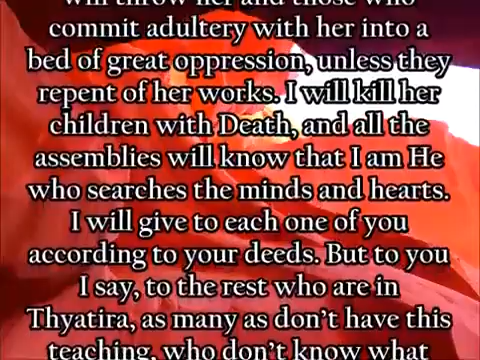 will throw her and those who
commit adultery with her into a
bed of great oppression, unless they
repent of her works. I will kill her
children with Death, and all the
assemblies will know that I am He
who searches the minds and hearts.
I will give to each one of you
according to your deeds. But to you
I say, to the rest who are in
Thyatira, as many as don't have this
teaching, who don't know what